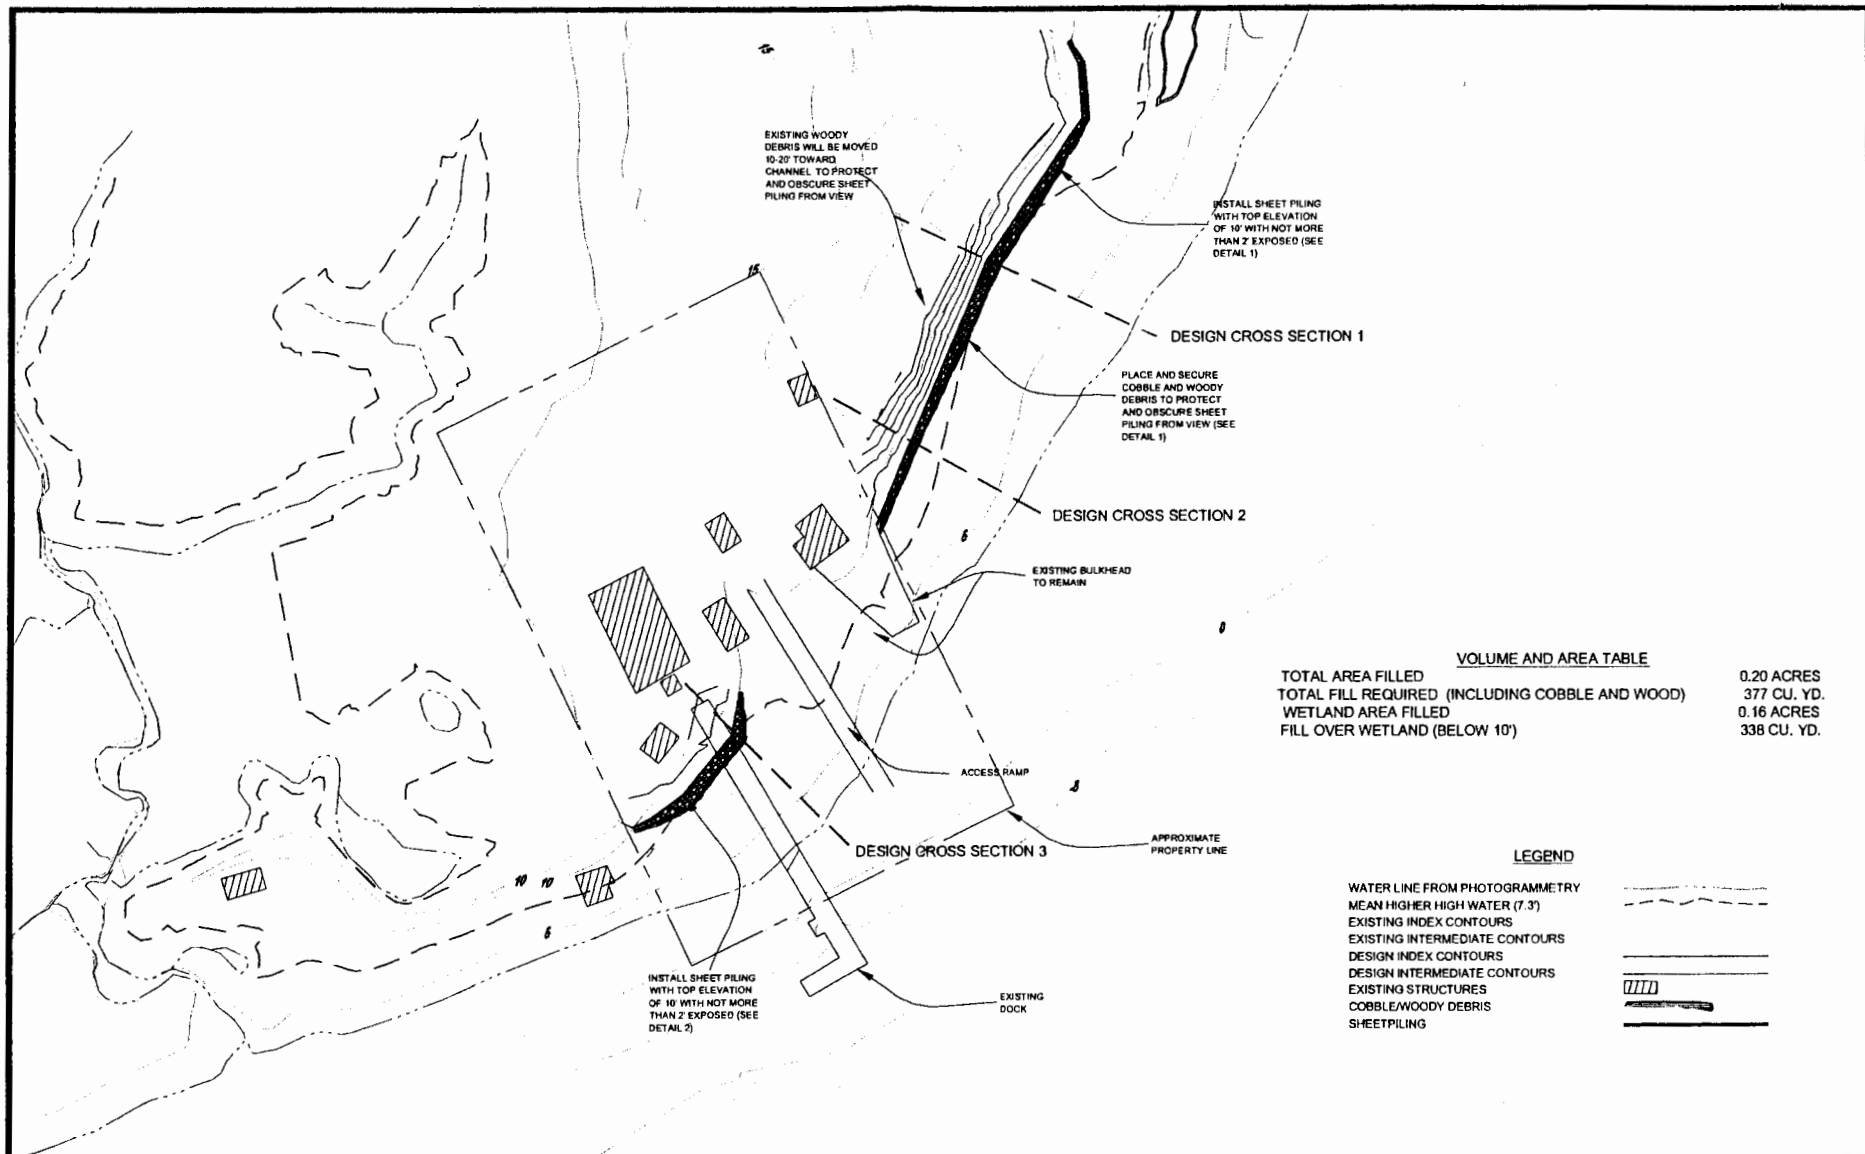 EXISTING WOODY
DEBRIS WILL BE MOVED
10-20' TOWARD
CHANNEL TO PROTECT
AND OBSCURE SHEET
PILING FROM VIEW
INSTALL SHEET PILING
WITH TOP ELEVATION
OF 10' WITH NOT MORE
THAN 2' EXPOSED (SEE
DETAIL 1)
15
DESIGN CROSS SECTION 1
PLACE AND SECURE
COBBLE AND WOODY
DEBRIS TO PROTECT
AND OBSCURE SHEET
PILING FROM VIEW (SEE
DETAIL 1)
DESIGN CROSS SECTION 2
6
EXISTING BULKHEAD
TO REMAIN
0
VOLUME AND AREA TABLE
TOTAL AREA FILLED 0.20 ACRES
TOTAL FILL REQUIRED (INCLUDING COBBLE AND WOOD) 377 CU. YD.
WETLAND AREA FILLED 0.16 ACRES
FILL OVER WETLAND (BELOW 10') 338 CU. YD.
ACCESS RAMP
APPROXIMATE
PROPERTY LINE
DESIGN CROSS SECTION 3
10 10
6
LEGEND
WATER LINE FROM PHOTOGRAMMETRY
MEAN HIGHER HIGH WATER (7.3')
EXISTING INDEX CONTOURS
EXISTING INTERMEDIATE CONTOURS
DESIGN INDEX CONTOURS
DESIGN INTERMEDIATE CONTOURS
EXISTING STRUCTURES
COBBLE/WOODY DEBRIS
SHEETPILING
INSTALL SHEET PILING
WITH TOP ELEVATION
OF 10' WITH NOT MORE
THAN 2' EXPOSED (SEE
DETAIL 2)
EXISTING
DOCK